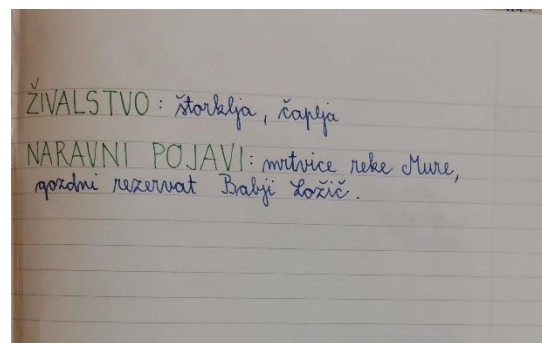 ŽIVALSTVO: štorklja, čaplja
NARAVNI POJAVI: mrtvice reke Mure,
gozdni rezervat Babji Ložič.